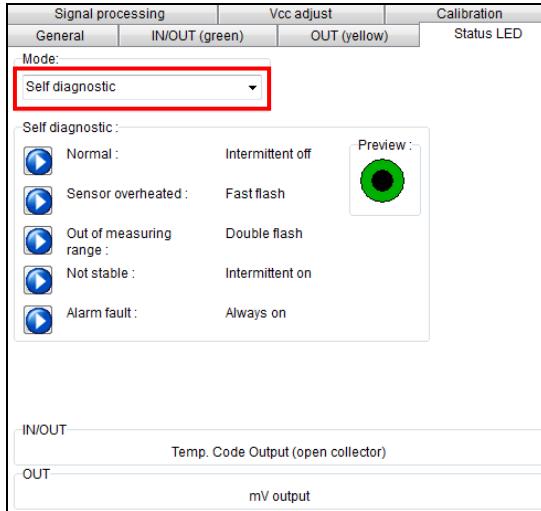 Signal processing Vcc adjust Calibration
General IN/OUT (green) OUT (yellow) Status LED
Mode:
Self diagnostic
Self diagnostic :
Preview :
Normal : Intermittent off
Sensor overheated : Fast flash
Out of measuring range : Double flash
Not stable : Intermittent on
Alarm fault : Always on
IN/OUT
Temp. Code Output (open collector)
OUT
mV output